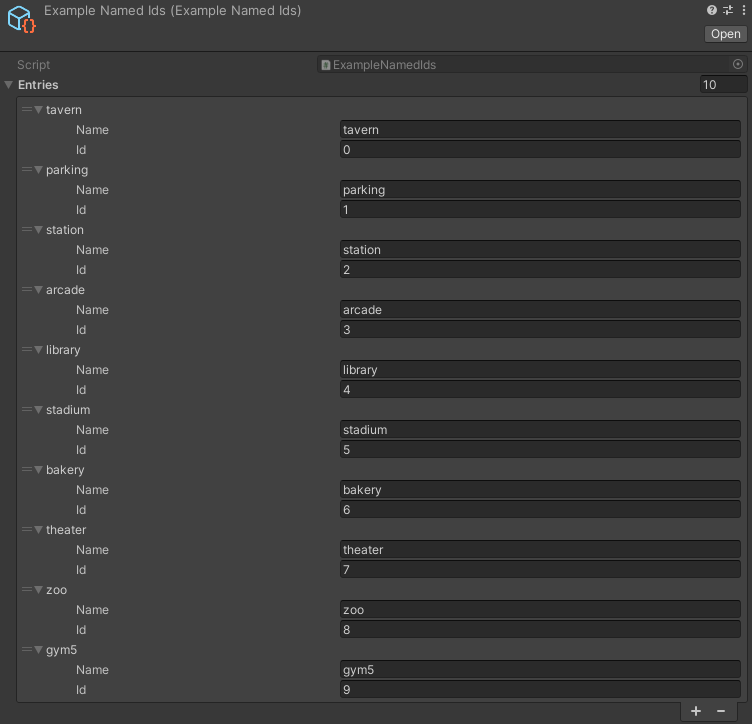 Example Named Ids (Example Named Ids)
Open
Script ExampleNamedIds
Entries 10
tavern
Name tavern
Id 0
parking
Name parking
Id 1
station
Name station
Id 2
arcade
Name arcade
Id 3
library
Name library
Id 4
stadium
Name stadium
Id 5
bakery
Name bakery
Id 6
theater
Name theater
Id 7
zoo
Name zoo
Id 8
gym5
Name gym5
Id 9